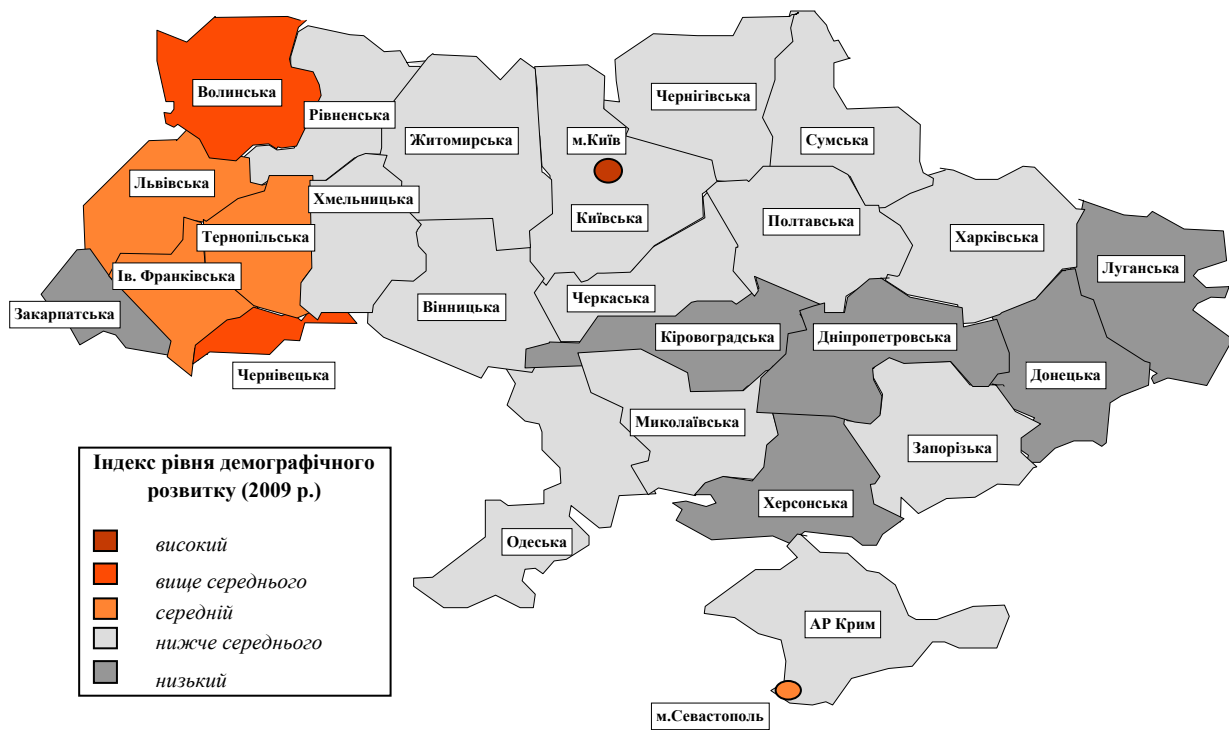 Волинська
Рівненська
Житомирська
м.Київ
Чернігівська
Сумська
Львівська
Хмельницька
Київська
Полтавська
Тернопільська
Харківська
Ів. Франківська
Луганська
Закарпатська
Вінницька
Черкаська
Кіровоградська
Дніпропетровська
Чернівецька
Донецька
Миколаївська
Запорізька
Херсонська
Одеська
АР Крим
м.Севастополь
Індекс рівня демографічного
розвитку (2009 р.)
високий
вище середнього
середній
нижче середнього
низький